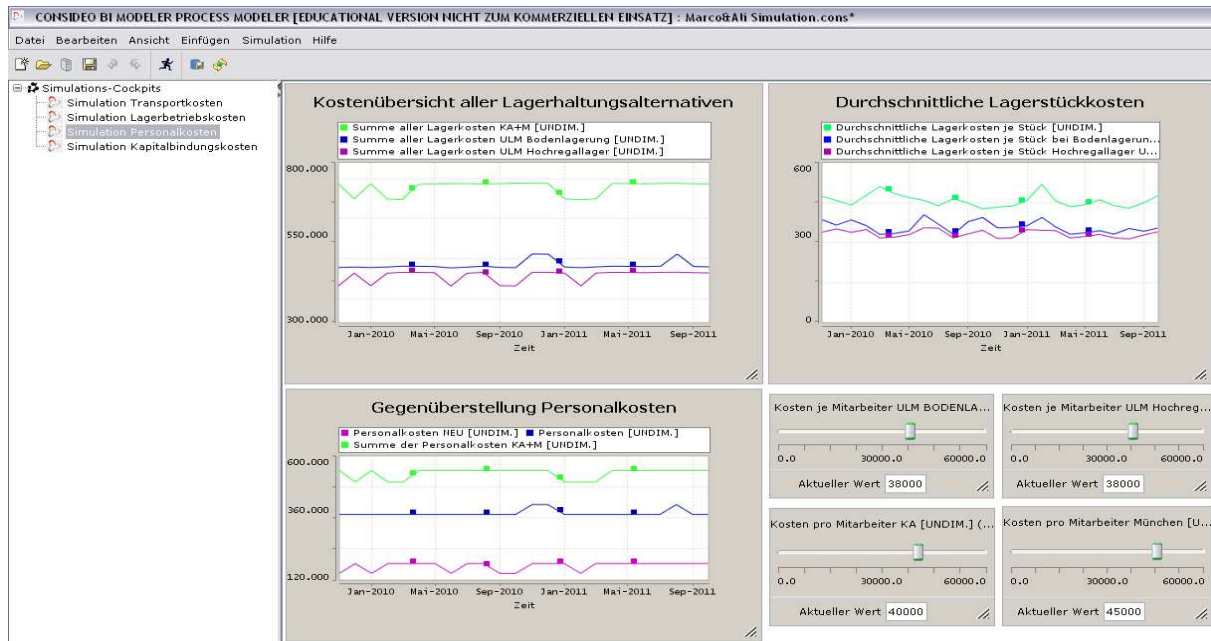 CONSIDEO BI MODELER PROCESS MODELER [EDUCATIONAL VERSION NICHT ZUM KOMMERZIELLEN EINSATZ] : Marco&Ali Simulation.cons*
Datei Bearbeiten Ansicht Einfügen Simulation Hilfe
Simulations-Cockpits
Simulation Transportkosten
Simulation Lagerbetriebskosten
Simulation Personalkosten
Simulation Kapitalbindungskosten
Kostenübersicht aller Lagerhaltungsalternativen
Summe aller Lagerkosten KA+M [UNDIM.]
Summe aller Lagerkosten ULM Bodenlagerung [UNDIM.]
Summe aller Lagerkosten ULM Hochregallager [UNDIM.]
800.000
550.000
300.000
Jan-2010 Mai-2010 Sep-2010 Jan-2011 Mai-2011 Sep-2011
Zeit
Durchschnittliche Lagerstückkosten
Durchschnittliche Lagerkosten je Stück [UNDIM.]
Durchschnittliche Lagerkosten je Stück bei Bodenlagerun...
Durchschnittliche Lagerkosten je Stück Hochregallager U...
600
300
0
Jan-2010 Mai-2010 Sep-2010 Jan-2011 Mai-2011 Sep-2011
Zeit
Gegenüberstellung Personalkosten
Personalkosten NEU [UNDIM.] Personalkosten [UNDIM.]
Summe der Personalkosten KA+M [UNDIM.]
600.000
360.000
120.000
Jan-2010 Mai-2010 Sep-2010 Jan-2011 Mai-2011 Sep-2011
Zeit
Kosten je Mitarbeiter ULM BODENLA...
0.0 30000.0 60000.0
Aktueller Wert 38000
Kosten je Mitarbeiter ULM Hochreg...
0.0 30000.0 60000.0
Aktueller Wert 38000
Kosten pro Mitarbeiter KA [UNDIM.] (...
0.0 30000.0 60000.0
Aktueller Wert 40000
Kosten pro Mitarbeiter München [U...
0.0 30000.0 60000.0
Aktueller Wert 45000